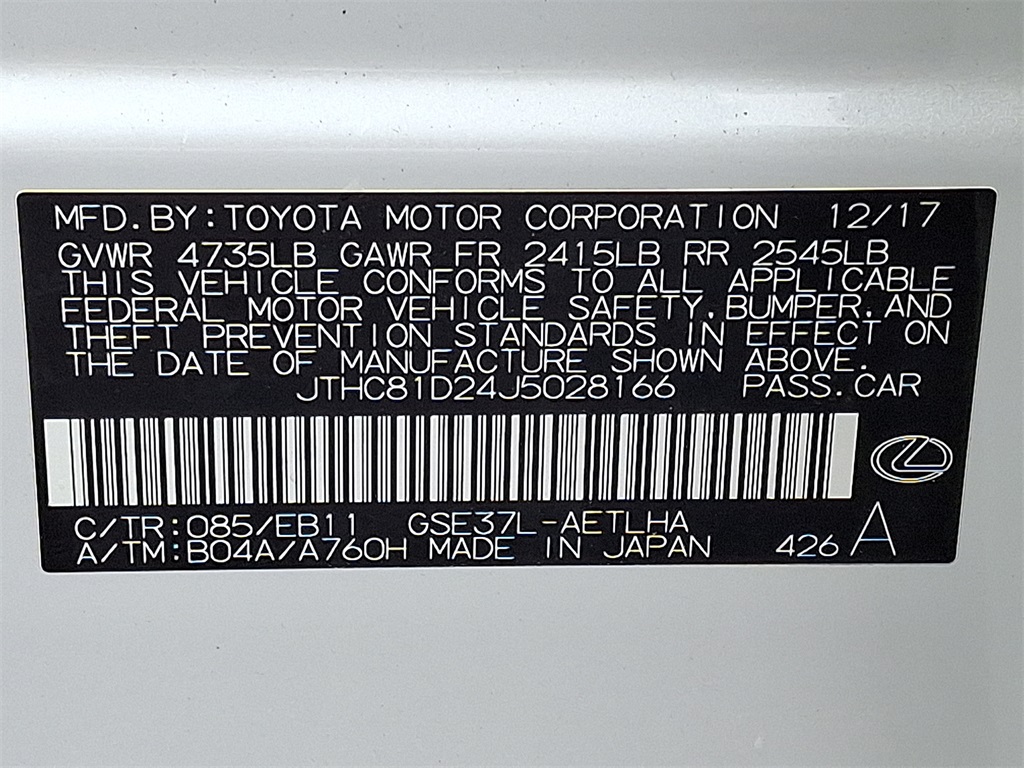 MFD.BY:TOYOTA MOTOR CORPORATION 12/17
GVWR 4735LB GAWR FR 2415LB RR 2545LB
THIS VEHICLE CONFORMS TO ALL APPLICABLE
FEDERAL MOTOR VEHICLE SAFETY,BUMPER,AND
THEFT PREVENTION STANDARDS IN EFFECT ON
THE DATE OF MANUFACTURE SHOWN ABOVE.
JTHC81D24J5028166 PASS.CAR
C/TR:085/EB11 GSE37L-AETLHA
A/TM:B04A/A760H MADE IN JAPAN 426 A